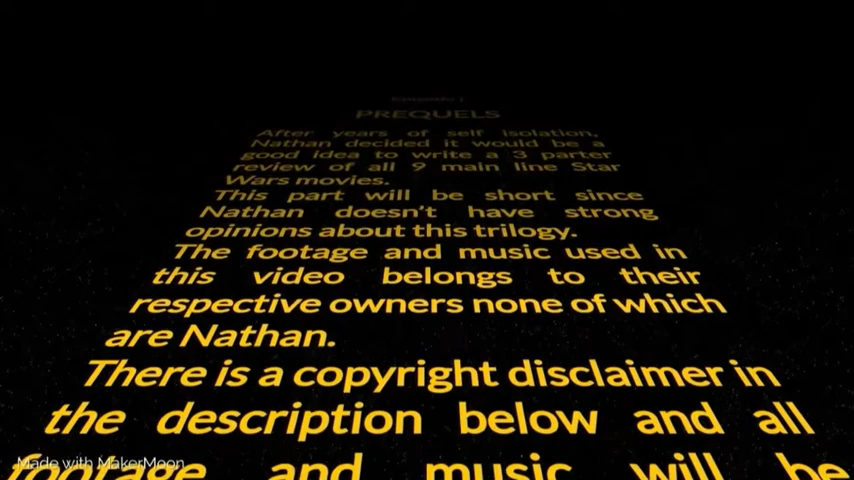 Episode I
PREQUELS
After years of self isolation,
Nathan decided it would be a
good idea to write a 3 parter
review of all 9 main line Star
Wars movies.
This part will be short since
Nathan doesn't have strong
opinions about this trilogy.
The footage and music used in
this video belongs to their
respective owners none of which
are Nathan.
There is a copyright disclaimer in
the description below and all
footage and music will be
Made with MakerMoon